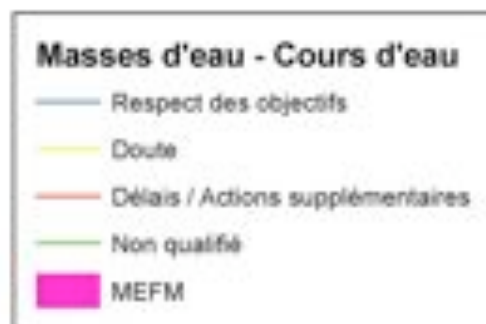 Masses d'eau - Cours d'eau
Respect des objectifs
Doute
Délais / Actions supplémentaires
Non qualifié
MEFM